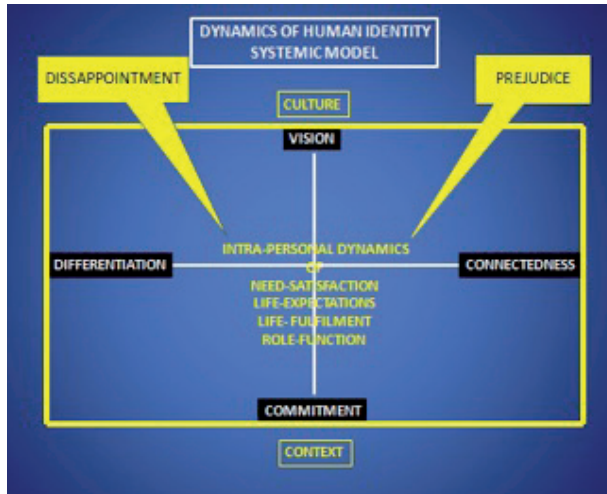 DYNAMICS OF HUMAN IDENTITY
SYSTEMIC MODEL
DISSAPPOINTMENT
PREJUDICE
CULTURE
VISION
DIFFERENTIATION
CONNECTEDNESS
INTRA-PERSONAL DYNAMICS
OF
NEED-SATISFACTION
LIFE-EXPECTATIONS
LIFE- FULFILMENT
ROLE-FUNCTION
COMMITMENT
CONTEXT